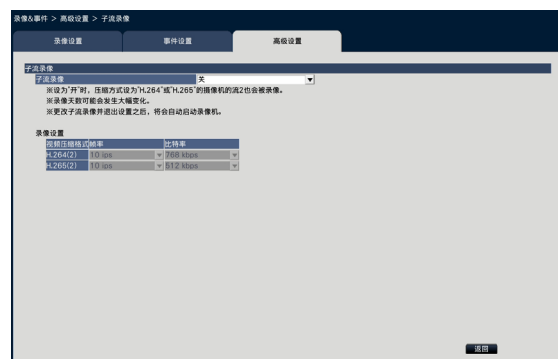 录像&事件 > 高级设置 > 子流录像
录像设置 事件设置 高级设置
子流录像
子流录像 关
※设为'开'时，压缩方式设为'H.264'或'H.265'的摄像机的流2也会被录像。
※录像天数可能会发生大幅变化。
※更改子流录像并退出设置之后，将会自动启动录像机。
录像设置
视频压缩格式 帧率 比特率
H.264(2) 10 ips 768 kbps
H.265(2) 10 ips 512 kbps
返回